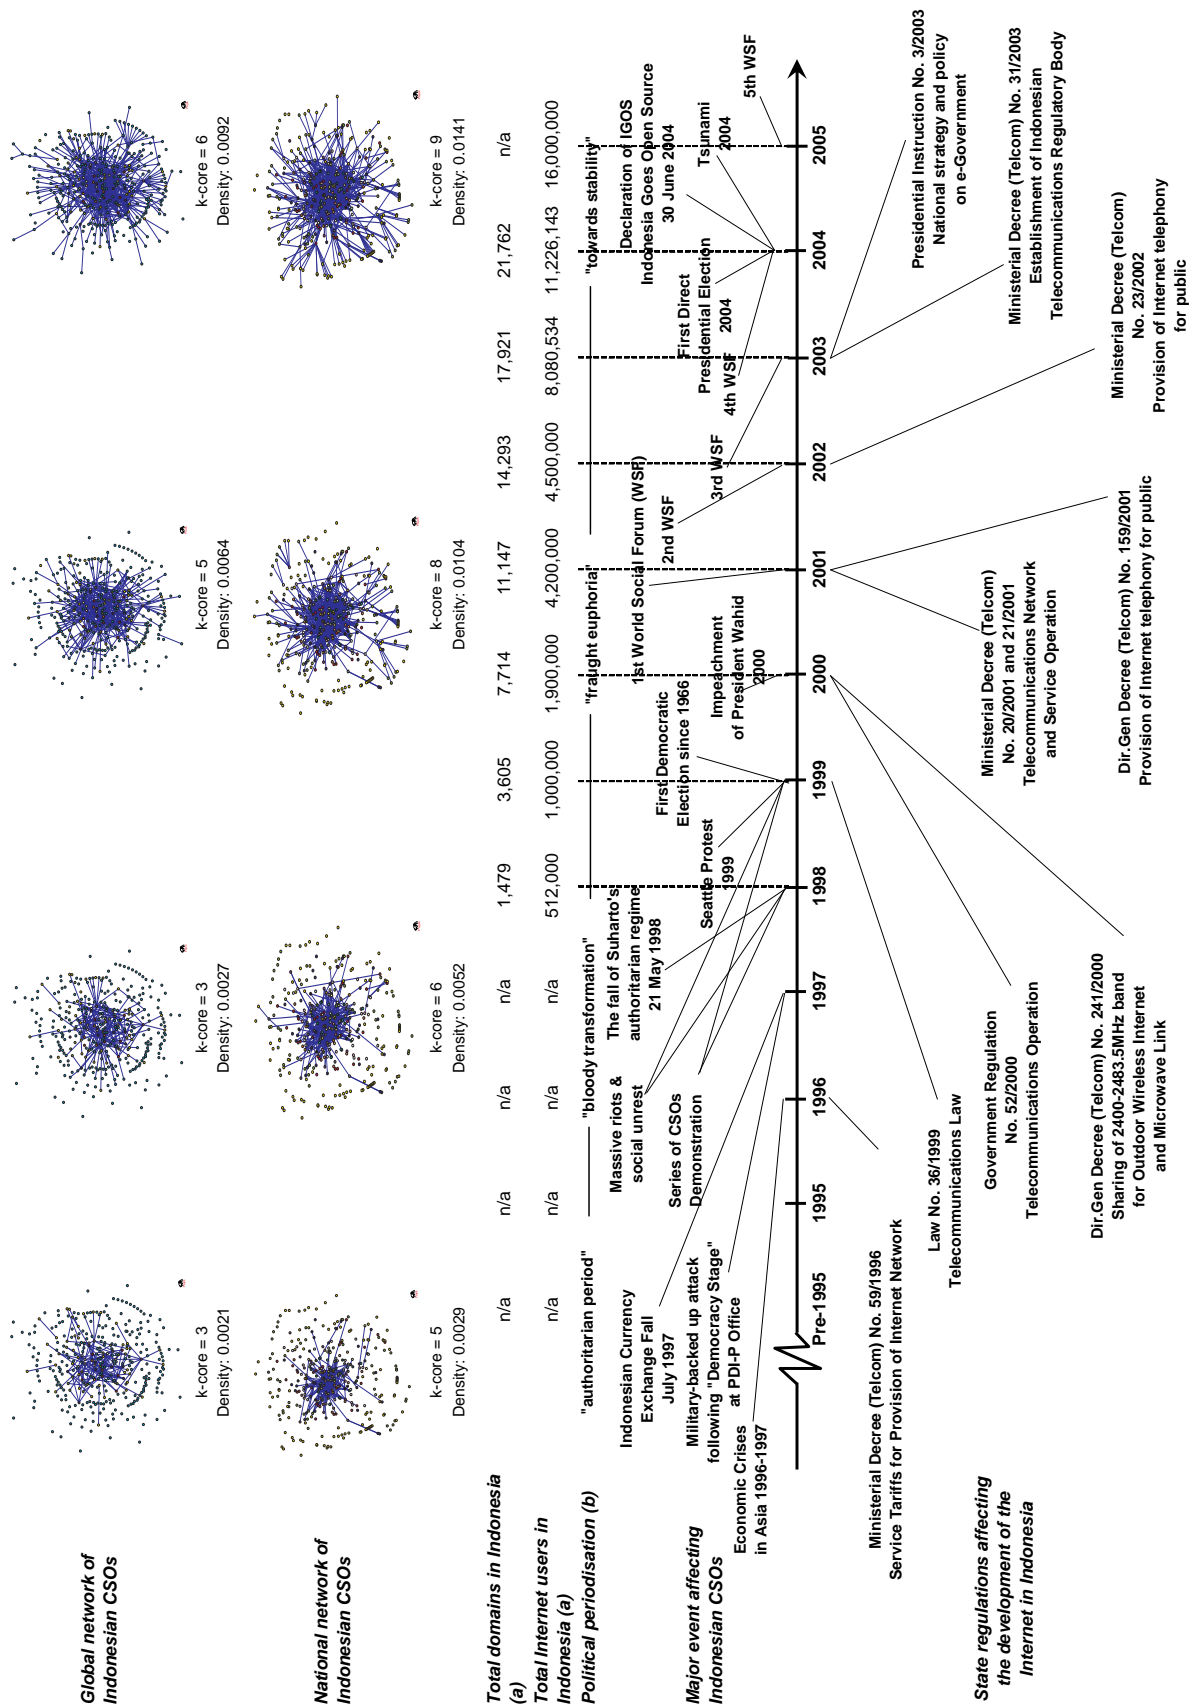 Global network of
Indonesian CSOs
k-core = 3
Density: 0.0021
k-core = 3
Density: 0.0027
k-core = 5
Density: 0.0064
k-core = 6
Density: 0.0092
National network of
Indonesian CSOs
k-core = 5
Density: 0.0029
k-core = 6
Density: 0.0052
k-core = 8
Density: 0.0104
k-core = 9
Density: 0.0141
Total domains in Indonesia
(a)
n/a n/a n/a n/a 1,479 3,605 7,714 11,147 14,293 17,921 21,762 n/a
Total Internet users in
Indonesia (a)
n/a n/a n/a n/a 512,000 1,000,000 1,900,000 4,200,000 4,500,000 8,080,534 11,226,143 16,000,000
Political periodisation (b)
"authoritarian period" "bloody transformation" "fraught euphoria" "towards stability"
Major event affecting
Indonesian CSOs
Economic Crises
in Asia 1996-1997
Military-backed up attack
following "Democracy Stage"
at PDI-P Office
Indonesian Currency
Exchange Fall
July 1997
Massive riots &
social unrest
Series of CSOs
Demonstration
The fall of Suharto's
authoritarian regime
21 May 1998
Seattle Protest
1999
First Democratic
Election since 1966
Impeachment
of President Wahid
2000
1st World Social Forum (WSF)
2nd WSF
3rd WSF
4th WSF
First Direct
Presidential Election
2004
Declaration of IGOS
Indonesia Goes Open Source
30 June 2004
Tsunami
2004
5th WSF
Pre-1995 1995 1996 1997 1998 1999 2000 2001 2002 2003 2004 2005
State regulations affecting
the development of the
Internet in Indonesia
Ministerial Decree (Telcom) No. 59/1996
Service Tariffs for Provision of Internet Network
Law No. 36/1999
Telecommunications Law
Government Regulation
No. 52/2000
Telecommunications Operation
Dir.Gen Decree (Telcom) No. 241/2000
Sharing of 2400-2483.5MHz band
for Outdoor Wireless Internet
and Microwave Link
Ministerial Decree (Telcom)
No. 20/2001 and 21/2001
Telecommunications Network
and Service Operation
Dir.Gen Decree (Telcom) No. 159/2001
Provision of Internet telephony for public
Ministerial Decree (Telcom)
No. 23/2002
Provision of Internet telephony
for public
Ministerial Decree (Telcom) No. 31/2003
Establishment of Indonesian
Telecommunications Regulatory Body
Presidential Instruction No. 3/2003
National strategy and policy
on e-Government